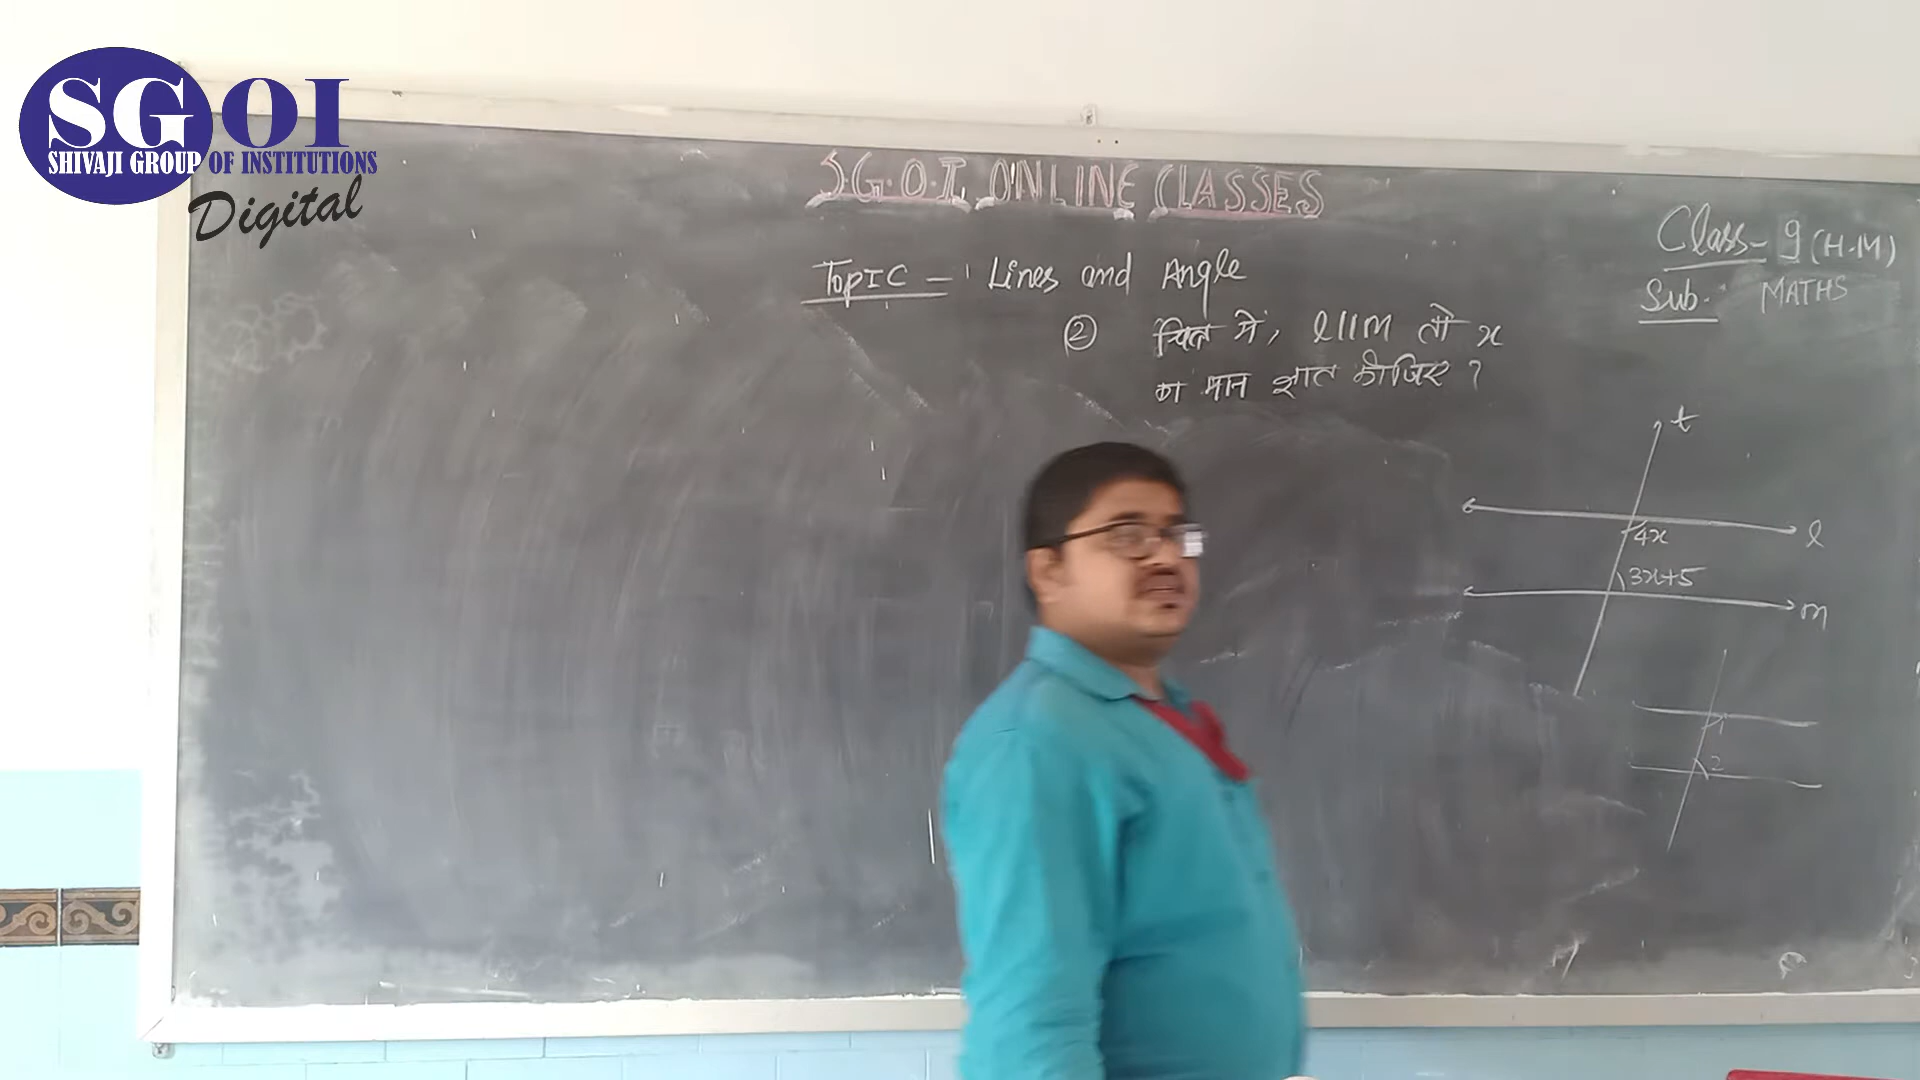 SGOI
SHIVAJI GROUP OF INSTITUTIONS
Digital
S.G.O.I. ONLINE CLASSES
Class- 9 (H.M)
Sub.- MATHS
TOPIC - Lines and Angle
② चित्र में, l||m तो x
का मान ज्ञात कीजिए ?
t
4x
l
3x+5
m
1
2